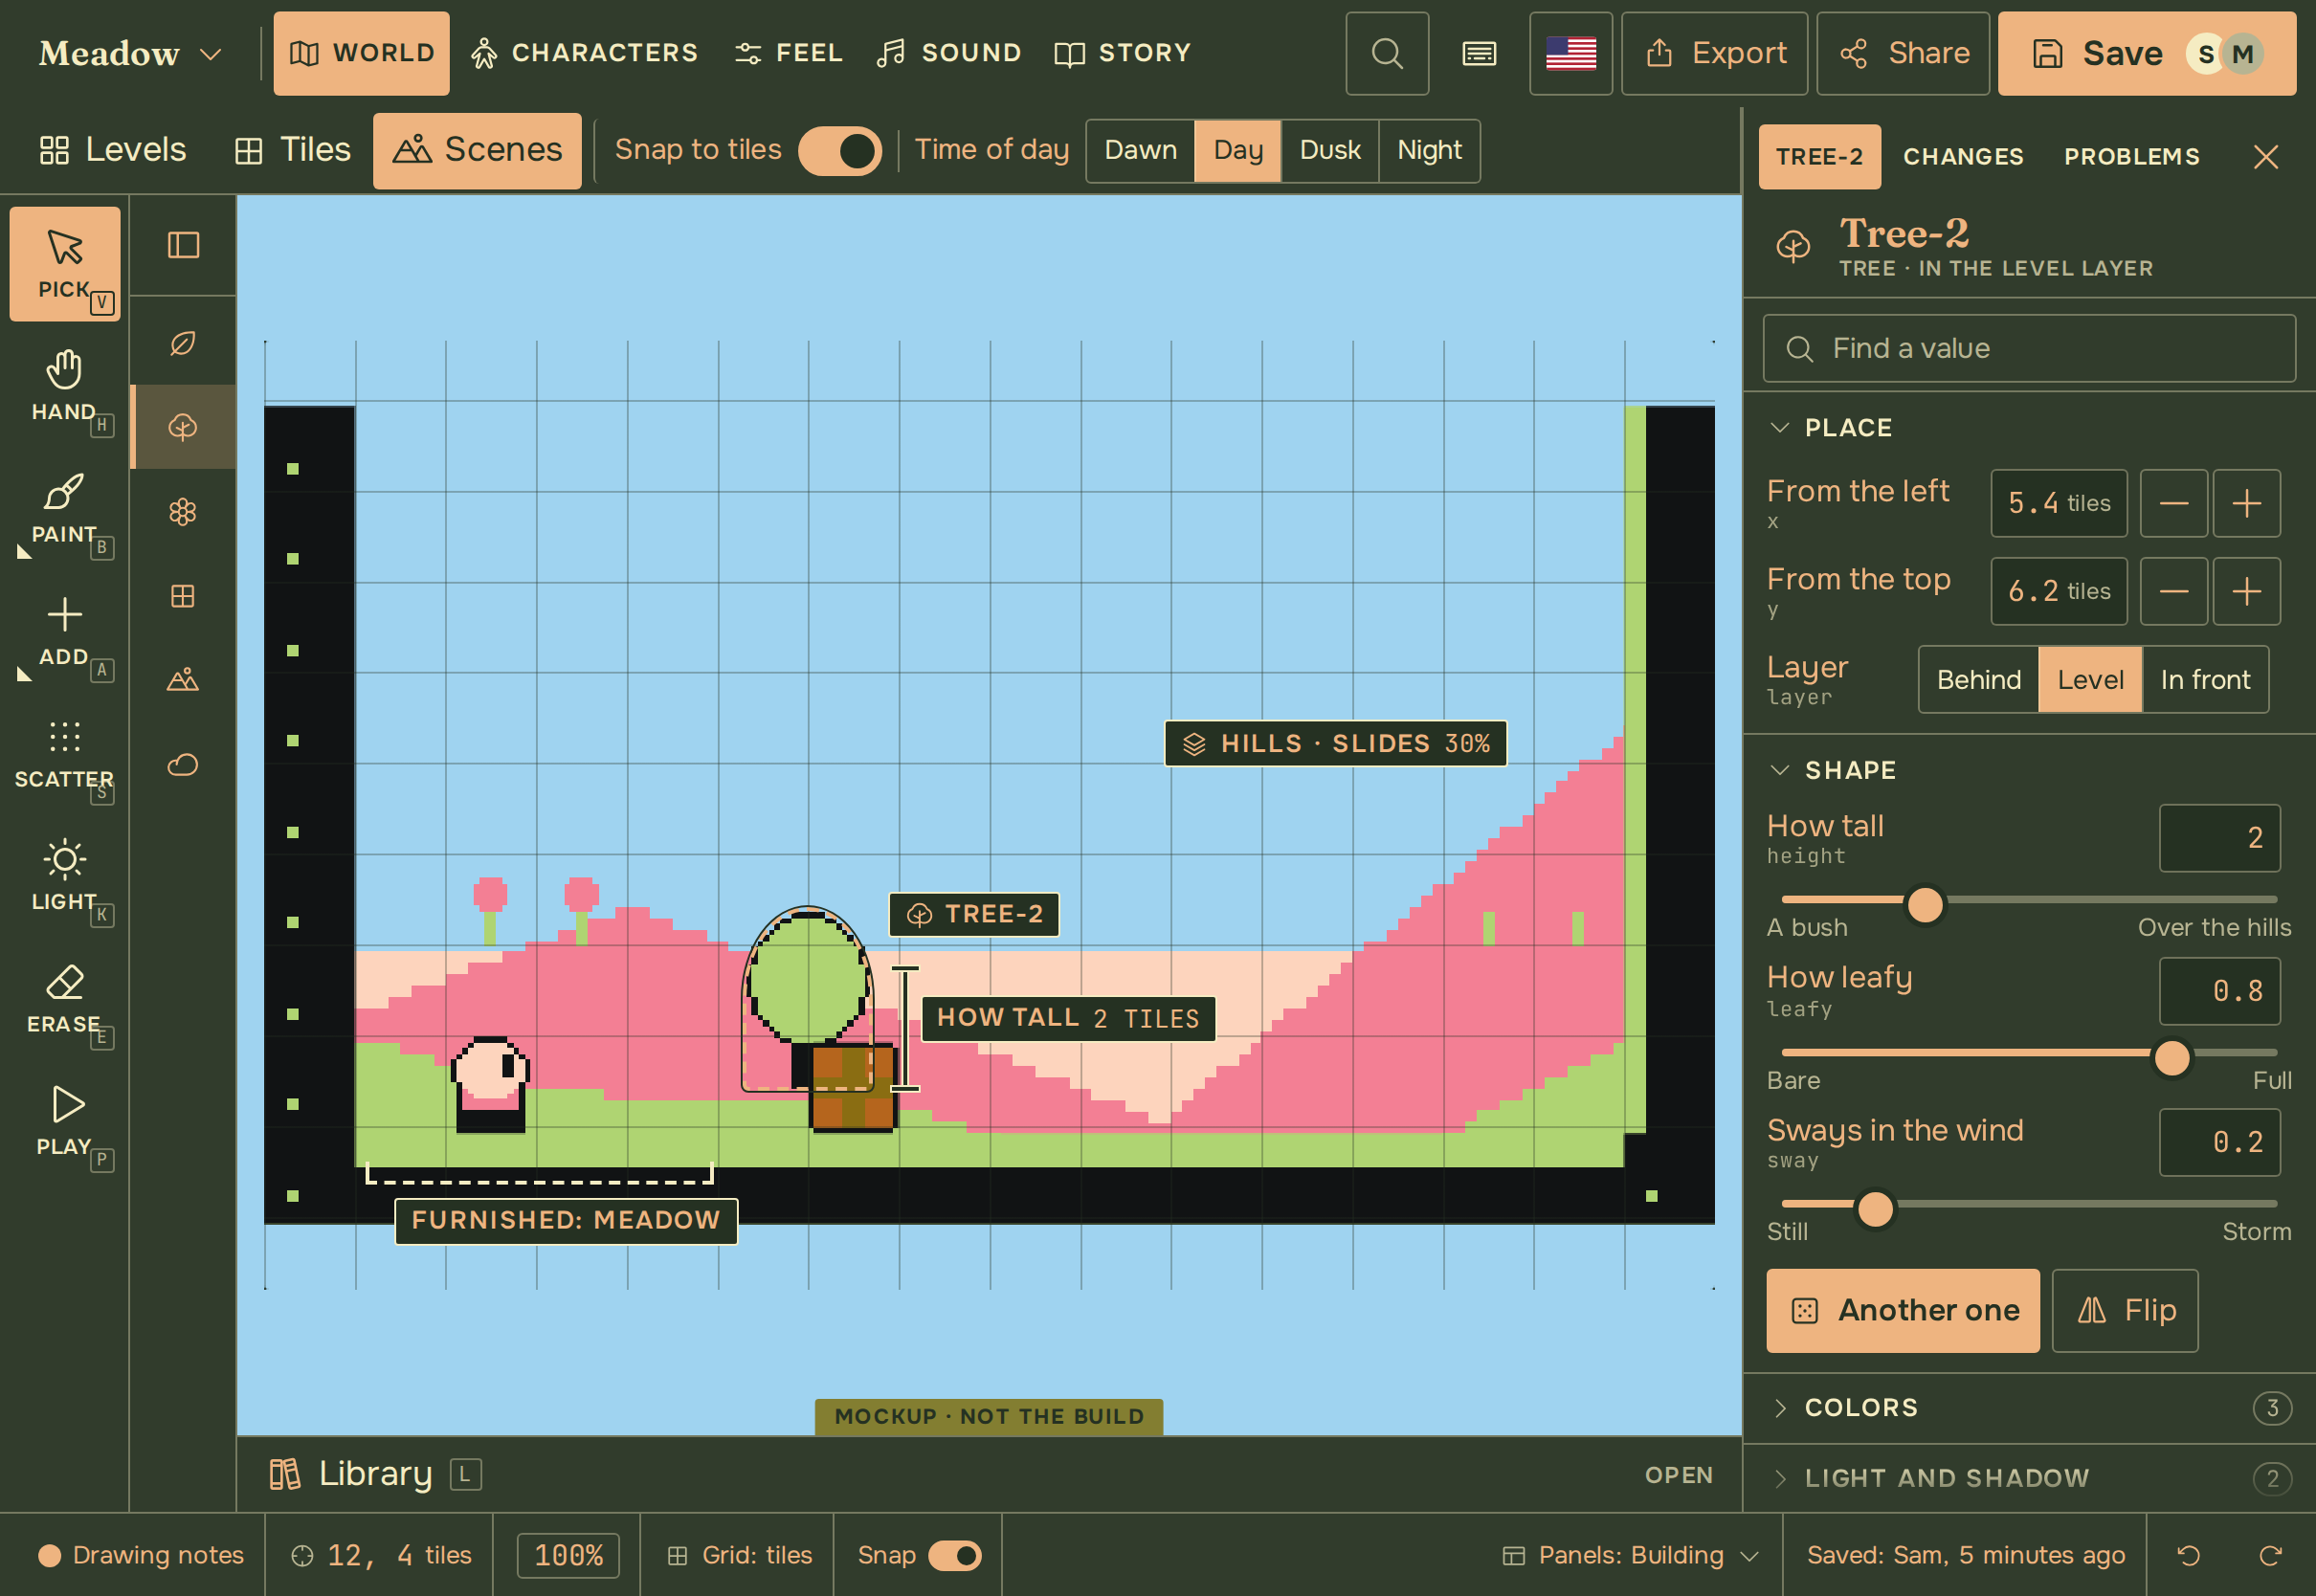 Meadow
WORLD
CHARACTERS
FEEL
SOUND
STORY
Export
Share
Save
S
M
Levels
Tiles
Scenes
Snap to tiles
Time of day
Dawn
Day
Dusk
Night
TREE-2
CHANGES
PROBLEMS
PICK
V
HAND
H
PAINT
B
ADD
A
SCATTER
S
LIGHT
K
ERASE
E
PLAY
P
HILLS · SLIDES 30%
TREE-2
HOW TALL 2 TILES
FURNISHED: MEADOW
MOCKUP · NOT THE BUILD
Library
L
OPEN
Tree-2
TREE · IN THE LEVEL LAYER
Find a value
PLACE
From the left
x
5.4 tiles
From the top
y
6.2 tiles
Layer
layer
Behind
Level
In front
SHAPE
How tall
height
2
A bush
Over the hills
How leafy
leafy
0.8
Bare
Full
Sways in the wind
sway
0.2
Still
Storm
Another one
Flip
COLORS
3
LIGHT AND SHADOW
2
Drawing notes
12, 4 tiles
100%
Grid: tiles
Snap
Panels: Building
Saved: Sam, 5 minutes ago